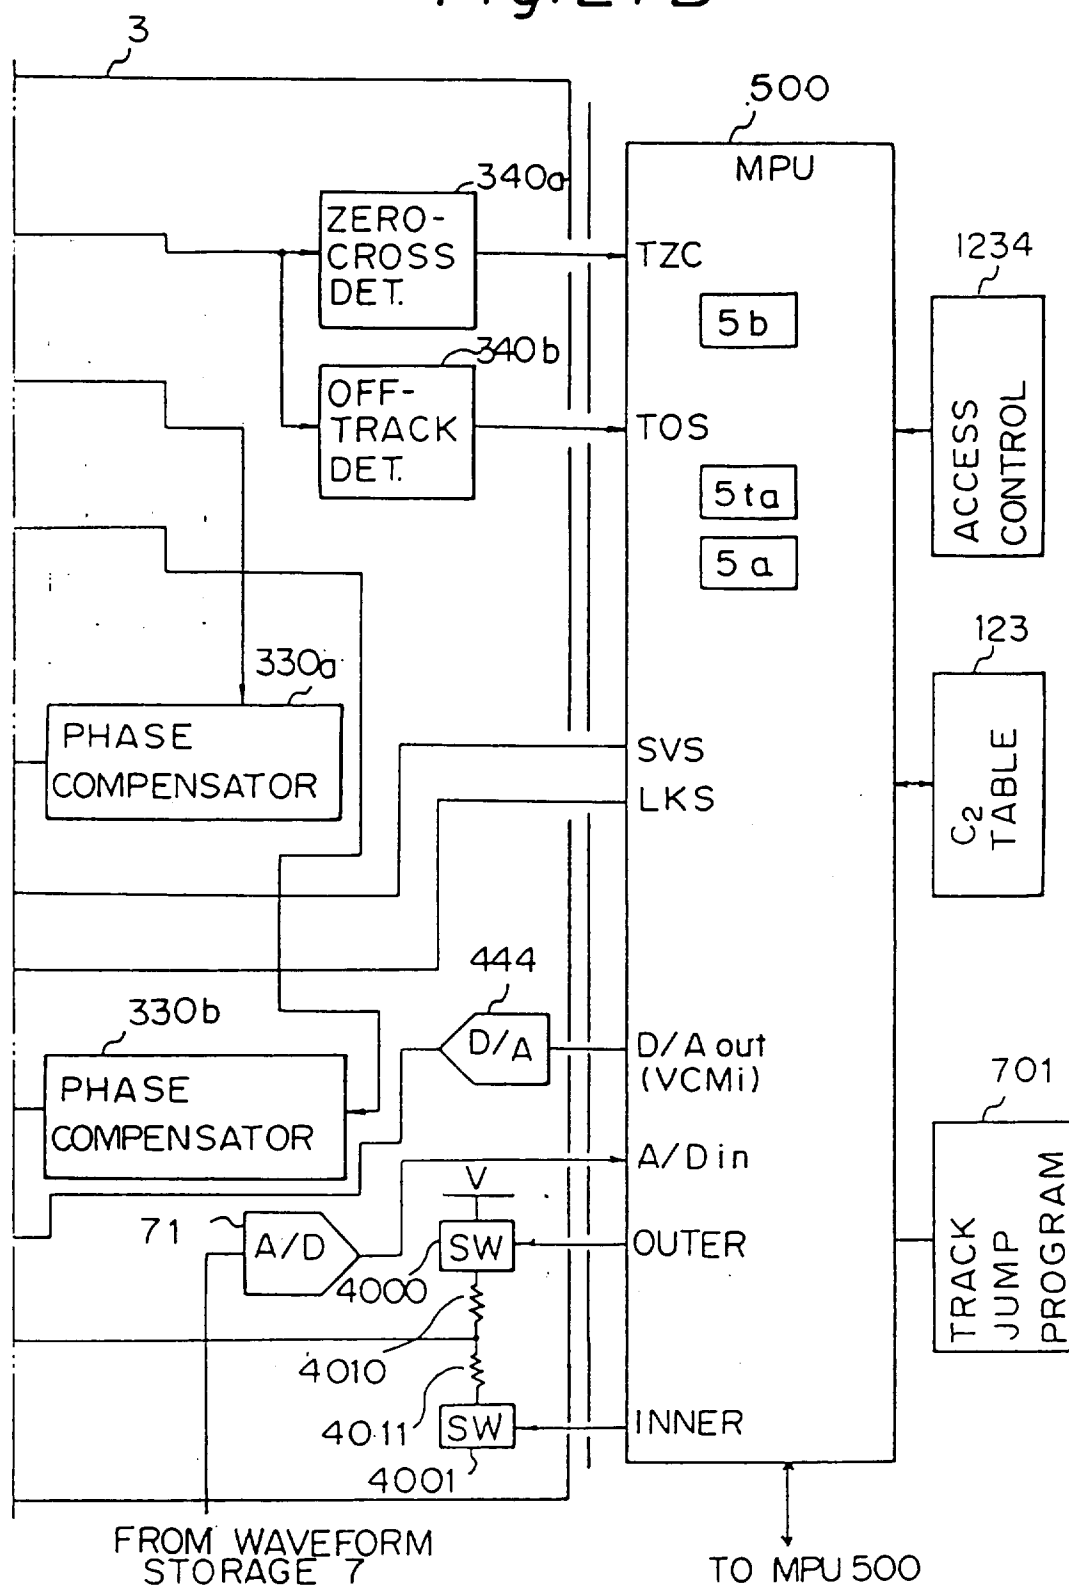 3
500
MPU
340a
ZERO-
CROSS
DET.
TZC
1234
5b
340b
OFF-
TRACK
DET.
TOS
ACCESS
CONTROL
5ta
5a
123
330a
PHASE
COMPENSATOR
SVS
LKS
C2
TABLE
444
D/A
D/A out
(VCMi)
330b
PHASE
COMPENSATOR
701
A/D in
V
71
A/D
SW
OUTER
4000
TRACK
JUMP
PROGRAM
4010
4011
SW
INNER
4001
FROM WAVEFORM
STORAGE 7
TO MPU 500